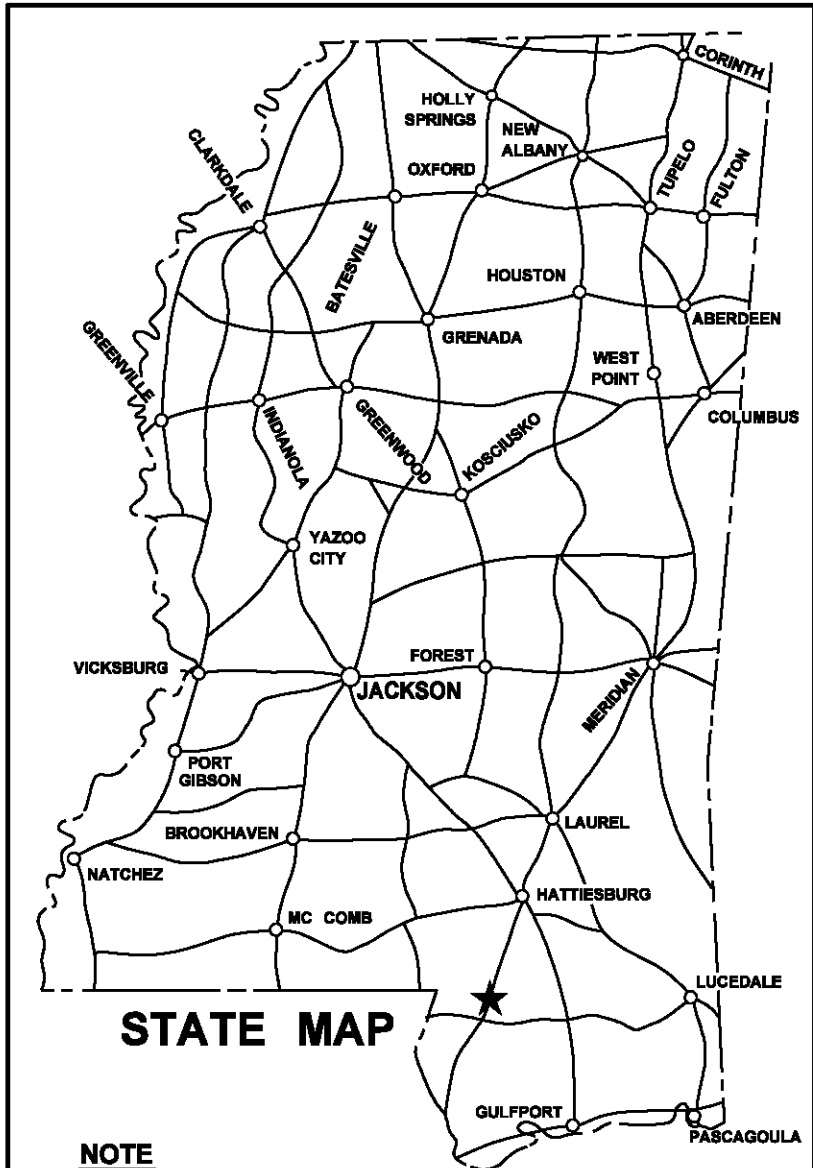 CORINTH
HOLLY
SPRINGS
NEW
ALBANY
CLARKDALE
OXFORD
TUPELO
FULTON
BATESVILLE
HOUSTON
ABERDEEN
GRENADA
GREENVILLE
WEST
POINT
COLUMBUS
INDIANOLA
GREENWOOD
KOSCIUSKO
YAZOO
CITY
VICKSBURG
FOREST
JACKSON
MERIDIAN
PORT
GIBSON
BROOKHAVEN
LAUREL
NATCHEZ
HATTIESBURG
MC COMB
LUCEDALE
STATE MAP
GULFPORT
PASCAGOULA
NOTE